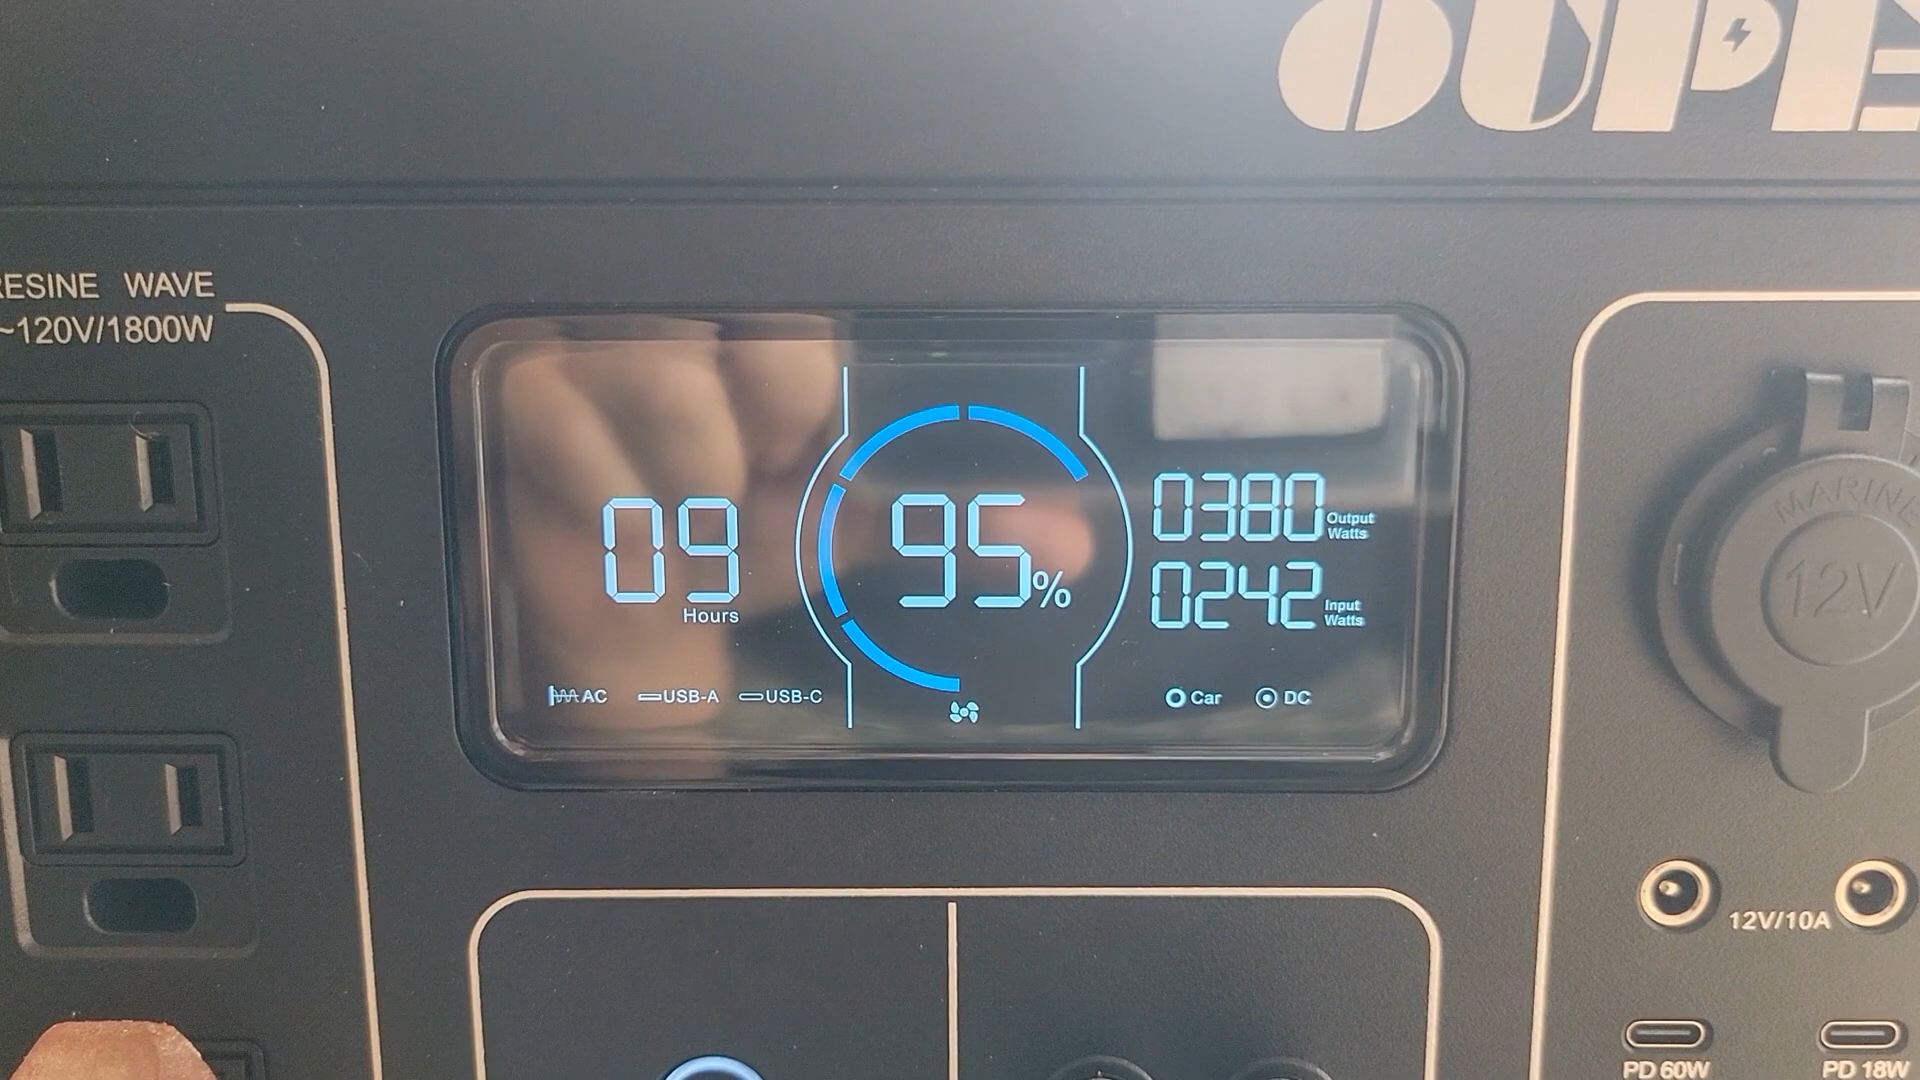 OUPE
RESINE WAVE
~120V/1800W
09
Hours
95%
0380
Output
Watts
0242
Input
Watts
AC
USB-A
USB-C
Car
DC
MARINE
12V
12V/10A
PD 60W
PD 18W